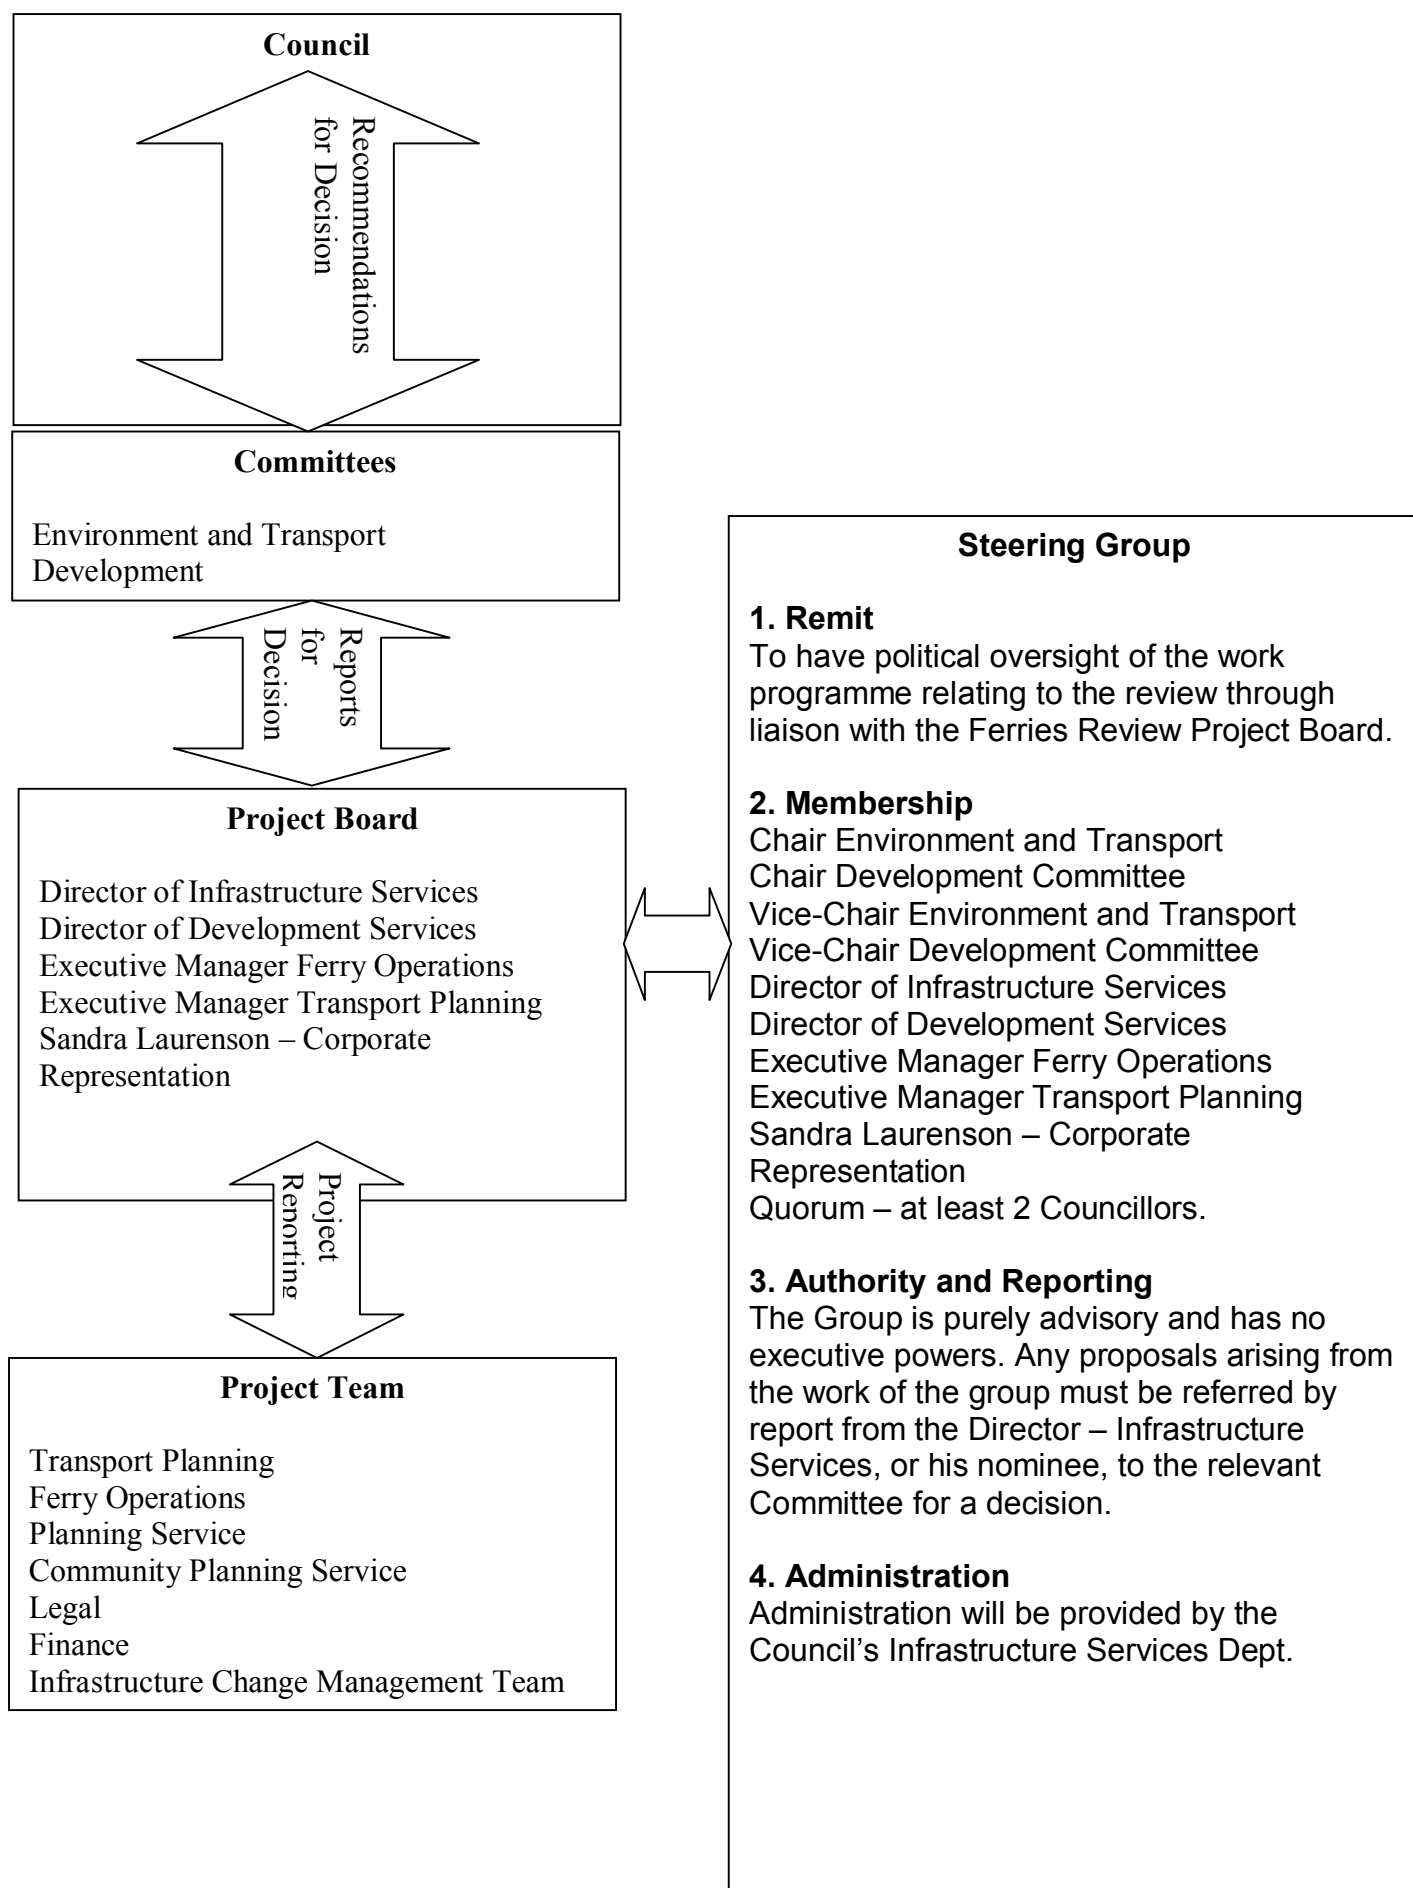 Council
Recommendations
for Decision
Committees
Environment and Transport
Development
Reports
for
Decision
Project Board
Director of Infrastructure Services
Director of Development Services
Executive Manager Ferry Operations
Executive Manager Transport Planning
Sandra Laurenson – Corporate
Representation
Project
Reporting
Project Team
Transport Planning
Ferry Operations
Planning Service
Community Planning Service
Legal
Finance
Infrastructure Change Management Team
Steering Group
1. Remit
To have political oversight of the work
programme relating to the review through
liaison with the Ferries Review Project Board.
2. Membership
Chair Environment and Transport
Chair Development Committee
Vice-Chair Environment and Transport
Vice-Chair Development Committee
Director of Infrastructure Services
Director of Development Services
Executive Manager Ferry Operations
Executive Manager Transport Planning
Sandra Laurenson – Corporate
Representation
Quorum – at least 2 Councillors.
3. Authority and Reporting
The Group is purely advisory and has no
executive powers. Any proposals arising from
the work of the group must be referred by
report from the Director – Infrastructure
Services, or his nominee, to the relevant
Committee for a decision.
4. Administration
Administration will be provided by the
Council’s Infrastructure Services Dept.